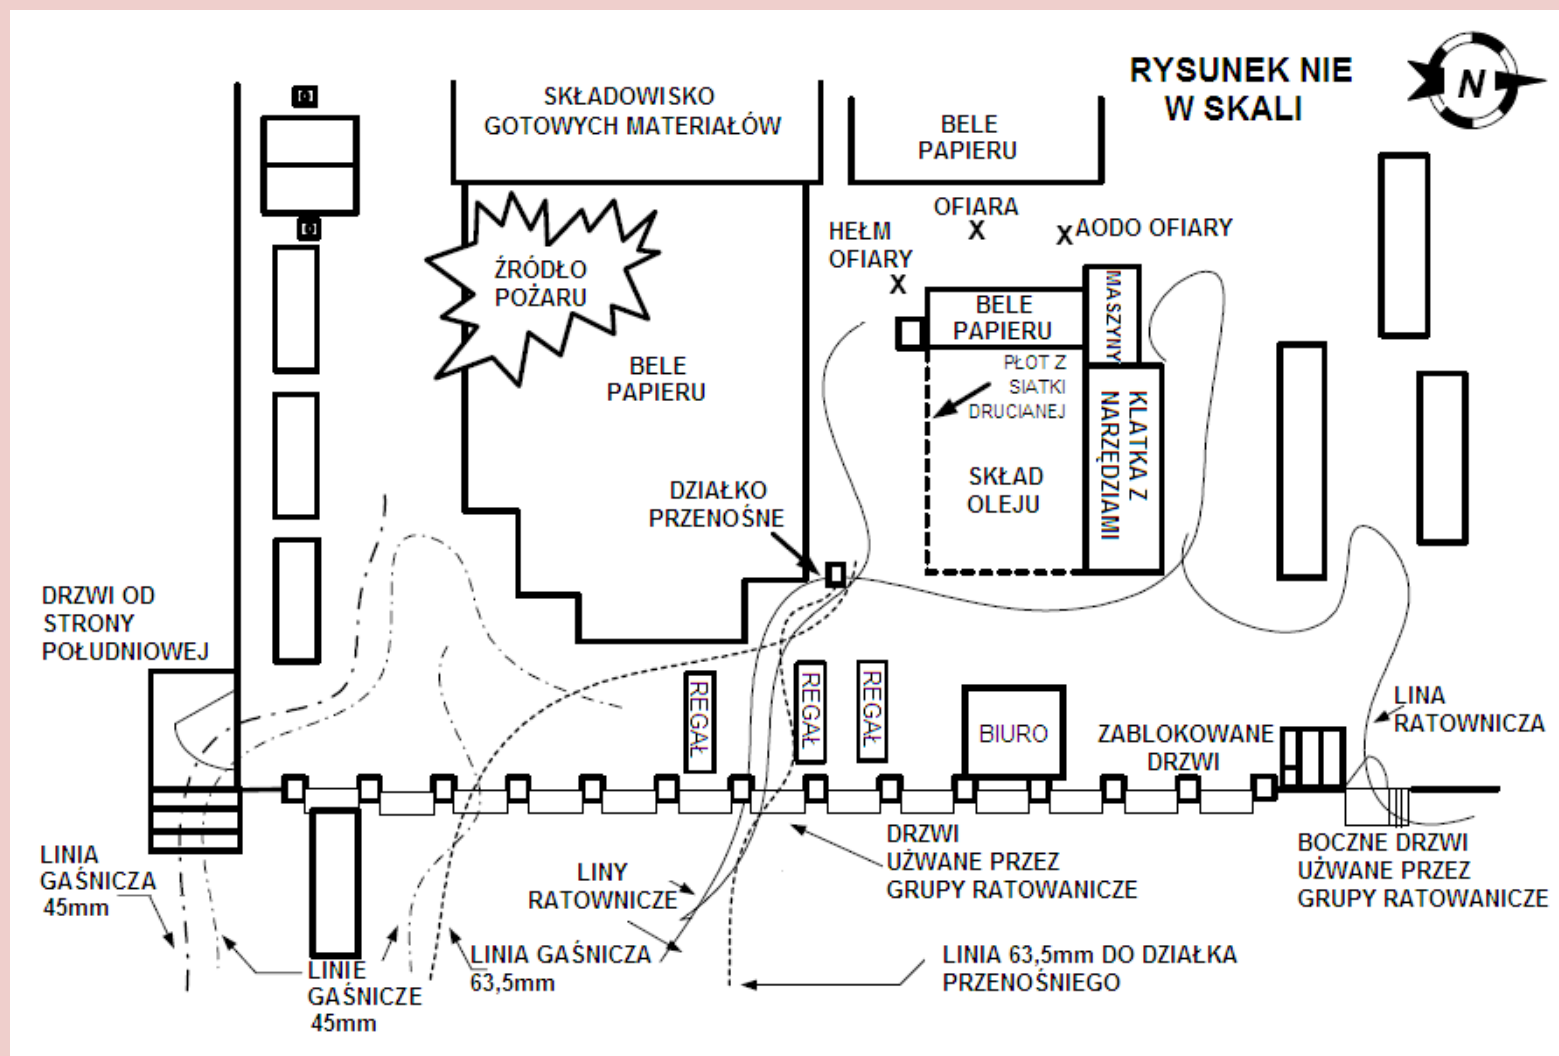 RYSUNEK NIE
W SKALI
N
SKŁADOWISKO
GOTOWYCH MATERIAŁÓW
BELE
PAPIERU
OFIARA
X
X AODO OFIARY
HEŁM
OFIARY
X
ŹRÓDŁO
POŻARU
BELE
PAPIERU
BELE
PAPIERU
MASZYNY
PŁOT Z
SIATKI
DRUCIANEJ
KLATKA Z
NARZĘDZIAMI
SKŁAD
OLEJU
DZIAŁKO
PRZENOŚNE
DRZWI OD
STRONY
POŁUDNIOWEJ
REGAŁ
REGAŁ
REGAŁ
BIURO
ZABLOKOWANE
DRZWI
LINA
RATOWNICZA
LINIA
GAŚNICZA
45mm
LINIE
GAŚNICZE
45mm
LINIA GAŚNICZA
63,5mm
LINY
RATOWNICZE
DRZWI
UŻWANE PRZEZ
GRUPY RATOWANICZE
BOCZNE DRZWI
UŻWANE PRZEZ
GRUPY RATOWANICZE
LINIA 63,5mm DO DZIAŁKA
PRZENOŚNIEGO